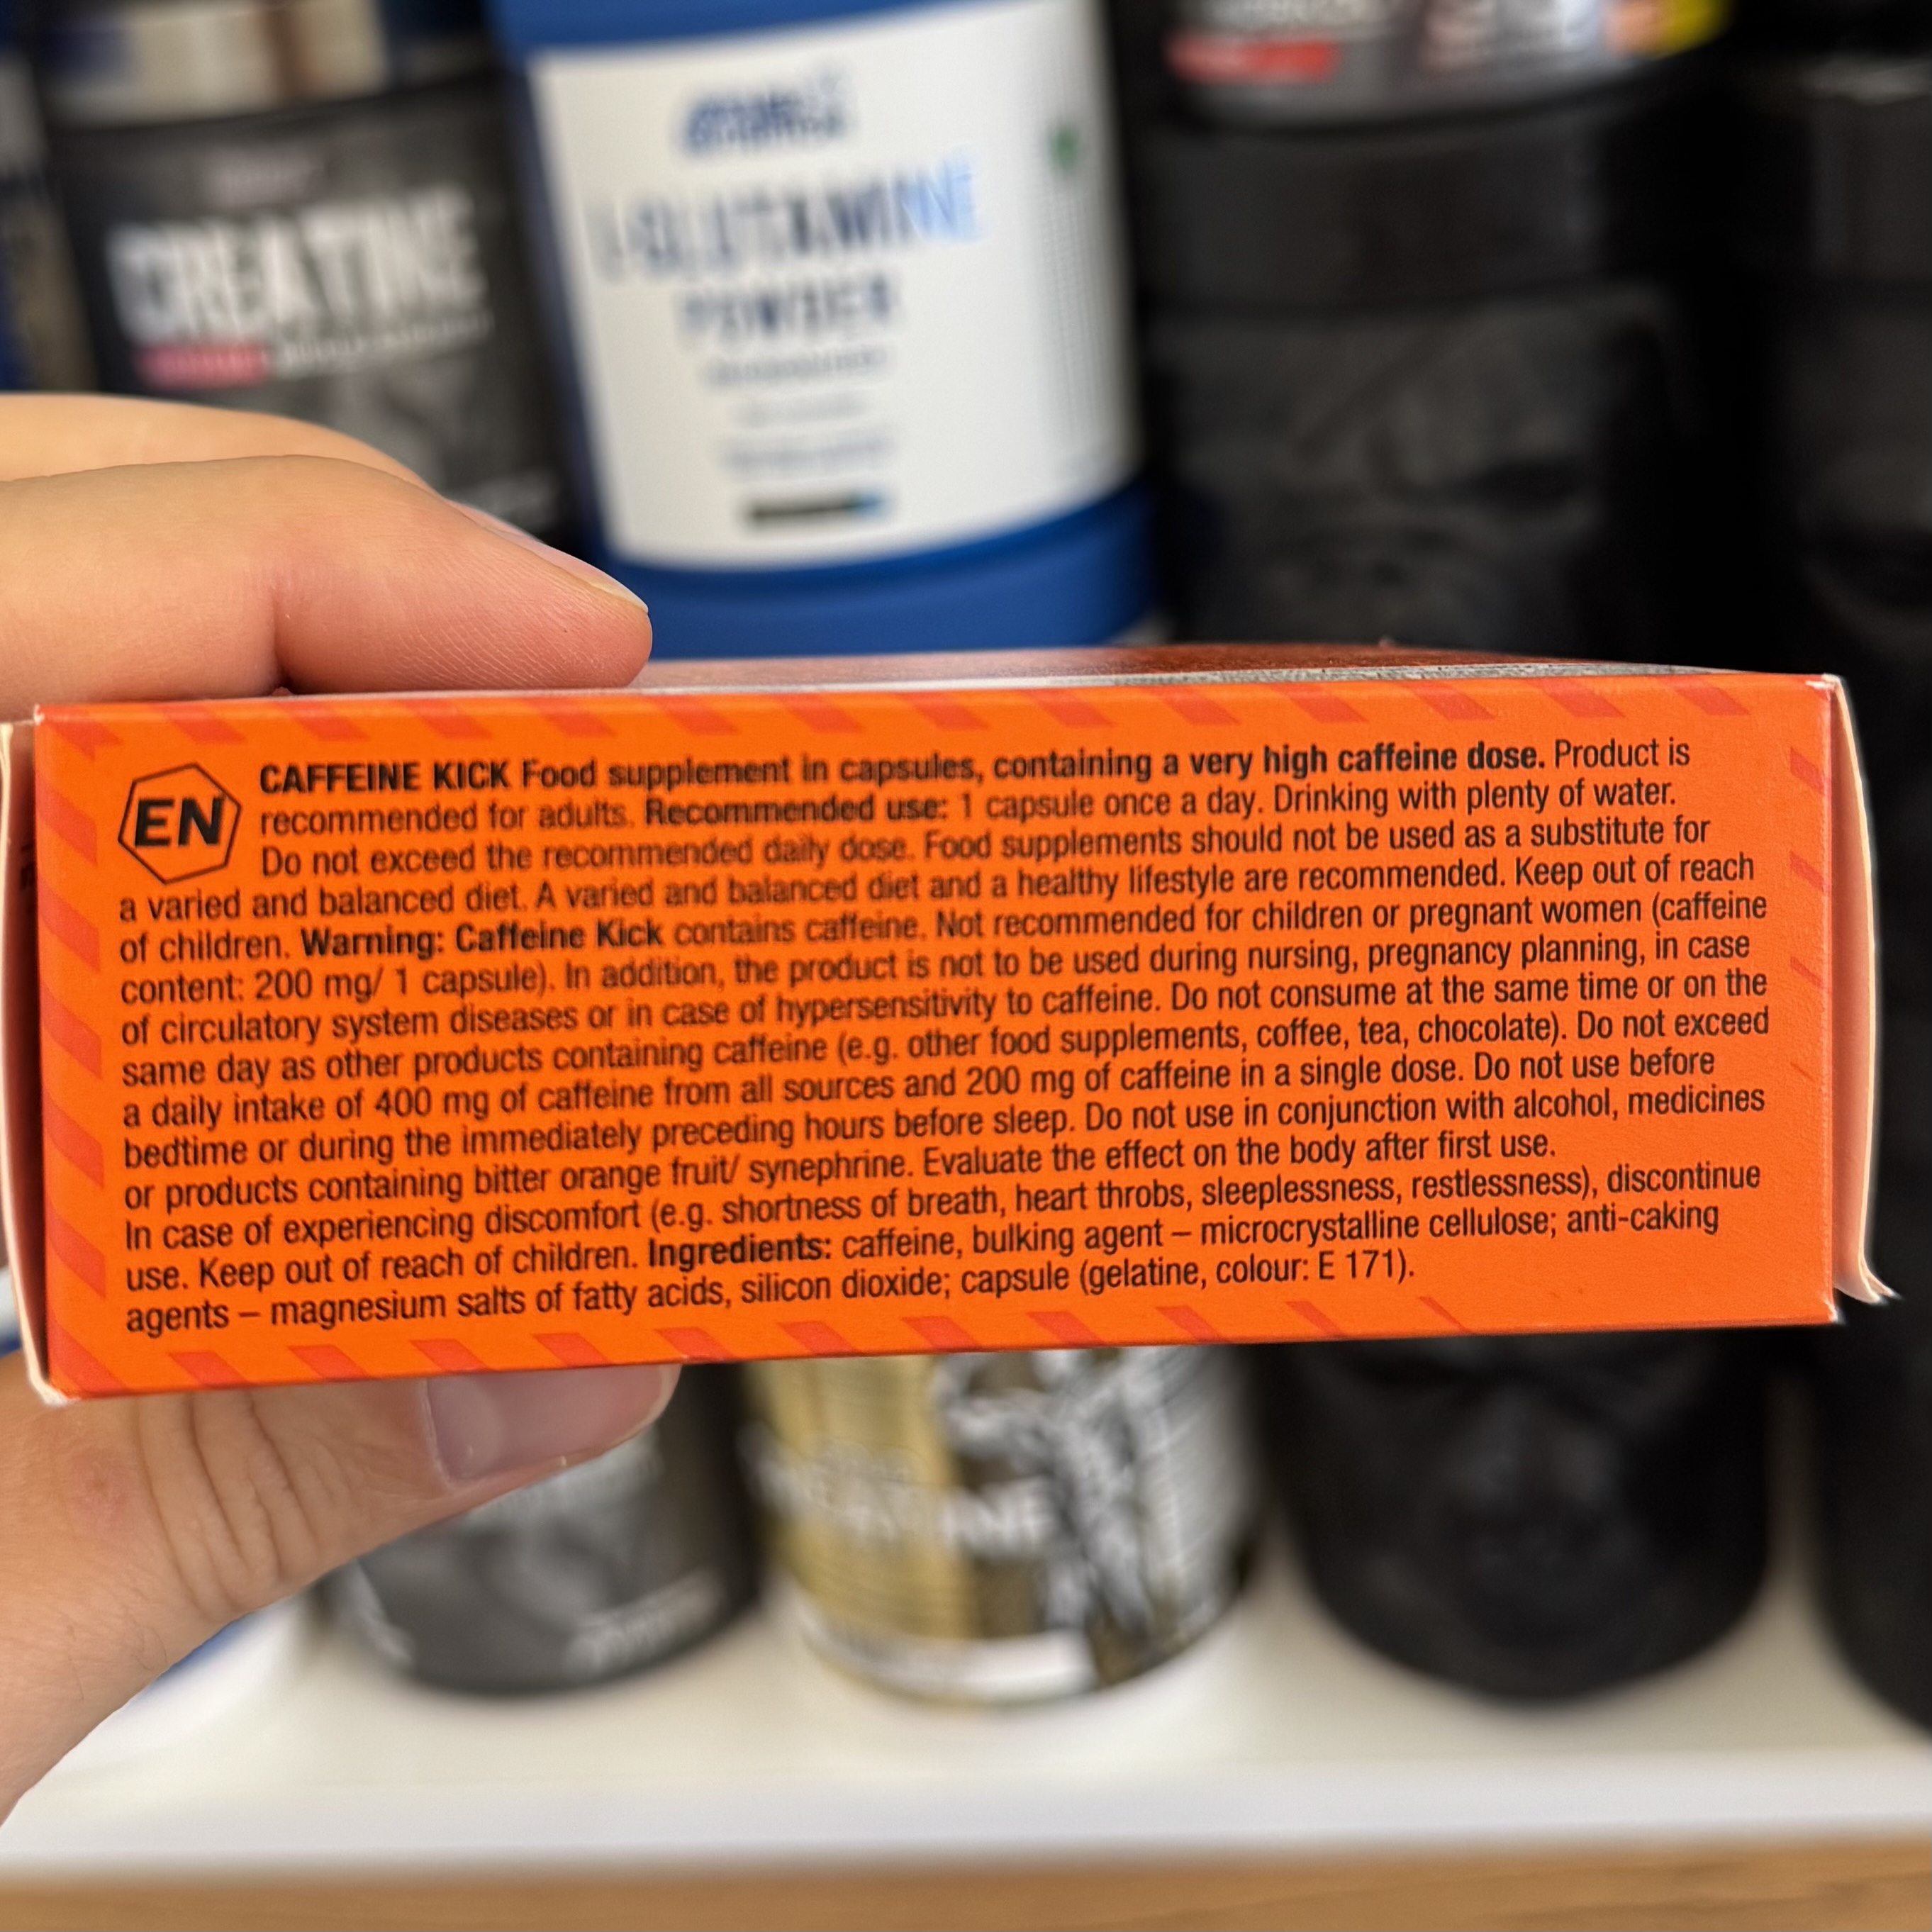 CREATINE
L-GLUTAMINE
POWDER
EN
CAFFEINE KICK Food supplement in capsules, containing a very high caffeine dose. Product is
recommended for adults. Recommended use: 1 capsule once a day. Drinking with plenty of water.
Do not exceed the recommended daily dose. Food supplements should not be used as a substitute for
a varied and balanced diet. A varied and balanced diet and a healthy lifestyle are recommended. Keep out of reach
of children. Warning: Caffeine Kick contains caffeine. Not recommended for children or pregnant women (caffeine
content: 200 mg/ 1 capsule). In addition, the product is not to be used during nursing, pregnancy planning, in case
of circulatory system diseases or in case of hypersensitivity to caffeine. Do not consume at the same time or on the
same day as other products containing caffeine (e.g. other food supplements, coffee, tea, chocolate). Do not exceed
a daily intake of 400 mg of caffeine from all sources and 200 mg of caffeine in a single dose. Do not use before
bedtime or during the immediately preceding hours before sleep. Do not use in conjunction with alcohol, medicines
or products containing bitter orange fruit/ synephrine. Evaluate the effect on the body after first use.
In case of experiencing discomfort (e.g. shortness of breath, heart throbs, sleeplessness, restlessness), discontinue
use. Keep out of reach of children. Ingredients: caffeine, bulking agent – microcrystalline cellulose; anti-caking
agents – magnesium salts of fatty acids, silicon dioxide; capsule (gelatine, colour: E 171).